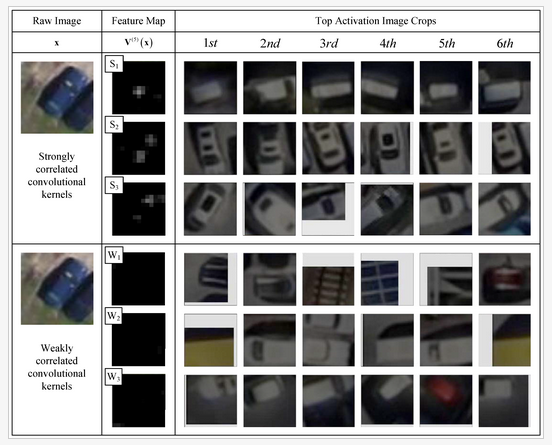 Raw Image Feature Map Top Activation Image Crops
x V⁽⁵⁾(x) 1st 2nd 3rd 4th 5th 6th
S₁
S₂
Strongly
correlated
convolutional
kernels
S₃
W₁
W₂
Weakly
correlated
convolutional
kernels
W₃